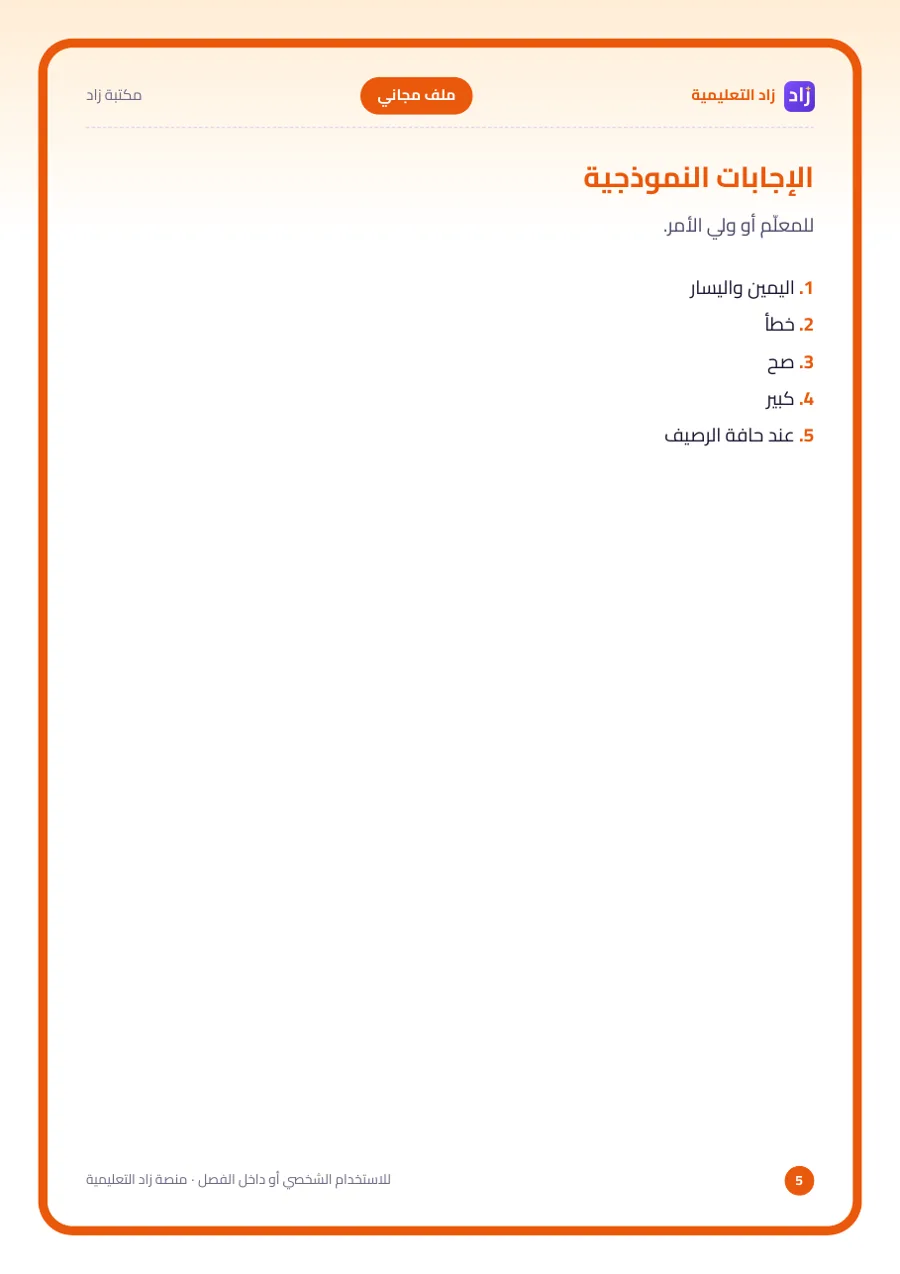 زاد
زاد التعليمية
ملف مجاني
مكتبة زاد
الإجابات النموذجية
للمعلّم أو ولي الأمر.
1. اليمين واليسار
2. خطأ
3. صح
4. كبير
5. عند حافة الرصيف
5
للاستخدام الشخصي أو داخل الفصل · منصة زاد التعليمية